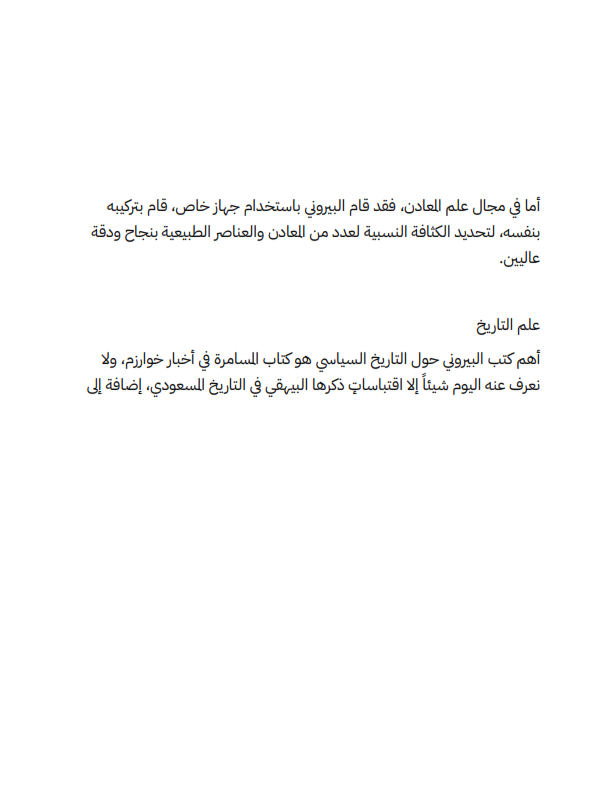 أما في مجال علم المعادن، فقد قام البيروني باستخدام جهاز خاص، قام بتركيبه
بنفسه، لتحديد الكثافة النسبية لعدد من المعادن والعناصر الطبيعية بنجاح ودقة
عاليين.
علم التاريخ
أهم كتب البيروني حول التاريخ السياسي هو كتاب المسامرة في أخبار خوارزم، ولا
نعرف عنه اليوم شيئاً إلا اقتباساتٍ ذكرها البيهقي في التاريخ المسعودي، إضافة إلى